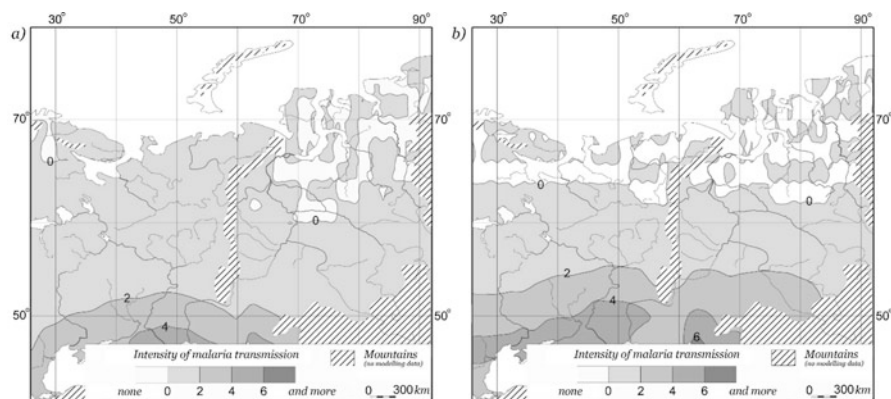 a)
30° 50° 70° 90°
70°
50°
0
0
2
4
Intensity of malaria transmission
none 0 2 4 6 and more
Mountains
(no modelling data)
0 300 km
b)
30° 50° 70° 90°
70°
50°
0
0
2
4
6
Intensity of malaria transmission
none 0 2 4 6 and more
Mountains
(no modelling data)
0 300 km